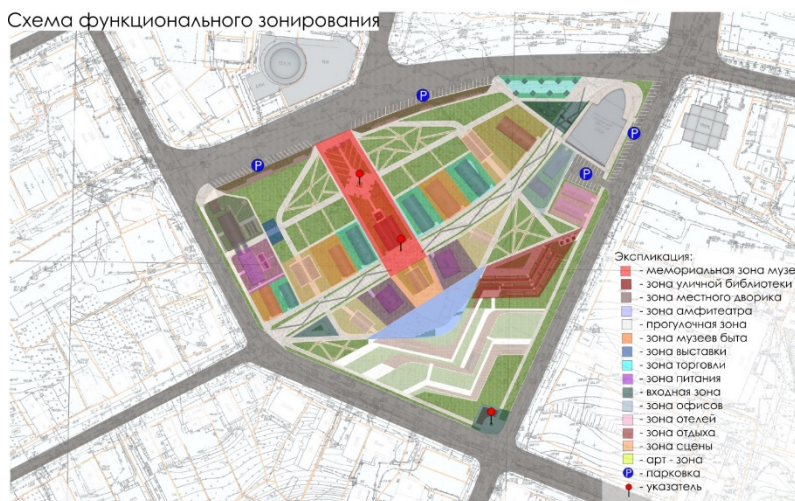 Схема функционального зонирования
P
P
P
P
Экспликация:
- мемориальная зона музе
- зона уличной библиотеки
- зона местного дворика
- зона амфитеатра
- прогулочная зона
- зона музеев быта
- зона выставки
- зона торговли
- зона питания
- входная зона
- зона офисов
- зона отелей
- зона отдыха
- зона сцены
- арт - зона
P - парковка
- указатель